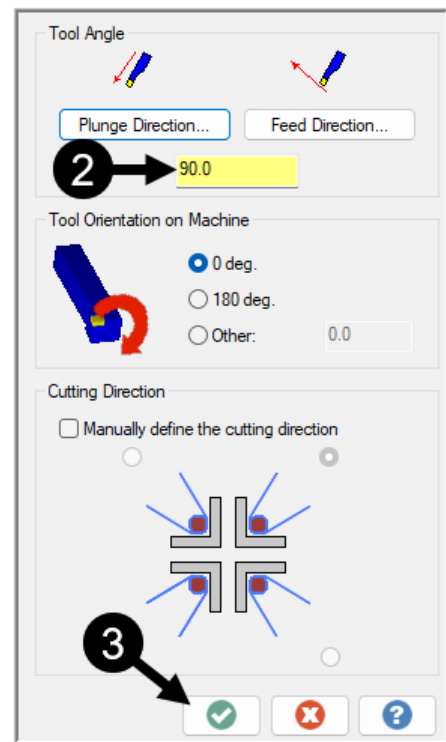 Tool Angle
Plunge Direction... Feed Direction...
2 90.0
Tool Orientation on Machine
0 deg.
180 deg.
Other: 0.0
Cutting Direction
Manually define the cutting direction
3
?